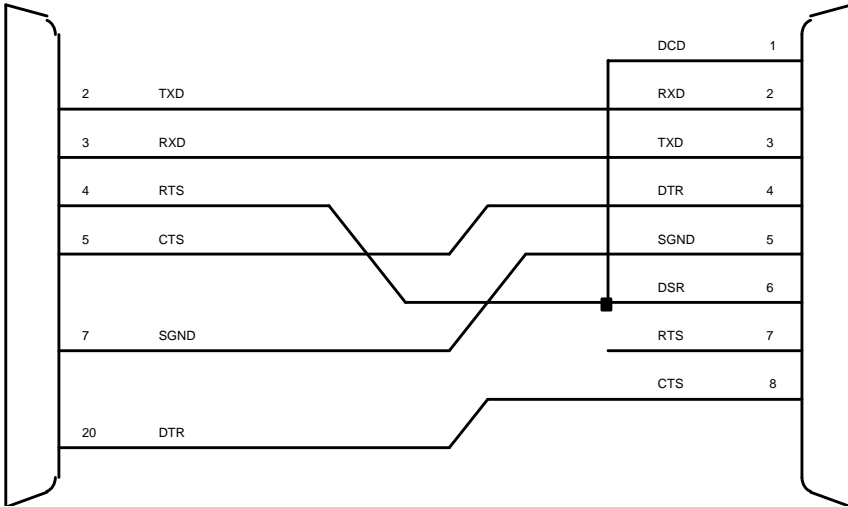 DCD 1
2 TXD RXD 2
3 RXD TXD 3
4 RTS DTR 4
5 CTS SGND 5
DSR 6
7 SGND RTS 7
CTS 8
20 DTR